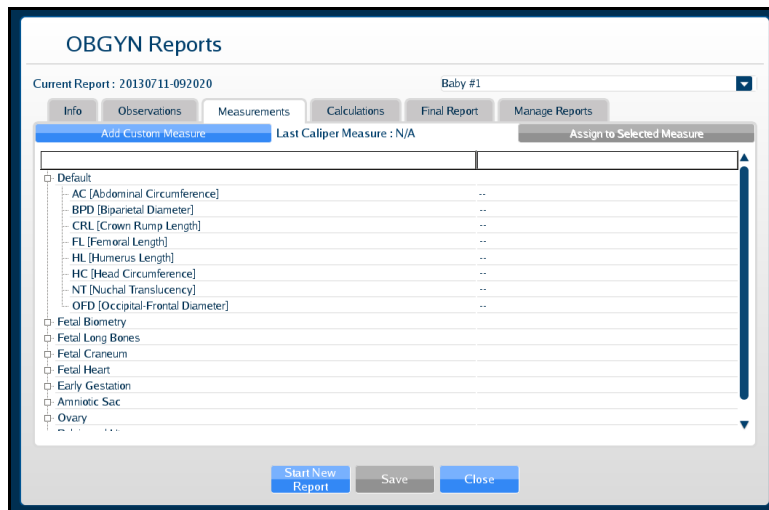 OBGYN Reports
Current Report : 20130711-092020 Baby #1
Info Observations Measurements Calculations Final Report Manage Reports
Add Custom Measure Last Caliper Measure : N/A Assign to Selected Measure
Default
AC [Abdominal Circumference] --
BPD [Biparietal Diameter] --
CRL [Crown Rump Length] --
FL [Femoral Length] --
HL [Humerus Length] --
HC [Head Circumference] --
NT [Nuchal Translucency] --
OFD [Occipital-Frontal Diameter] --
Fetal Biometry
Fetal Long Bones
Fetal Craneum
Fetal Heart
Early Gestation
Amniotic Sac
Ovary
Start New
Report
Save
Close